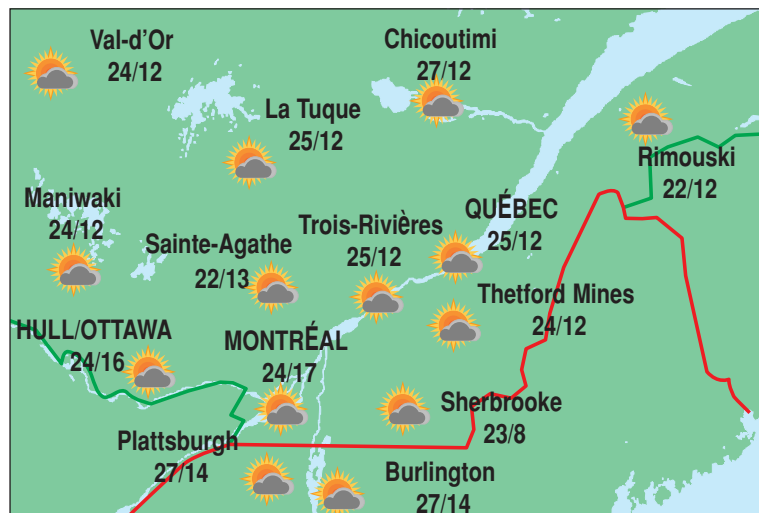 Val-d'Or
24/12
Chicoutimi
27/12
La Tuque
25/12
Rimouski
22/12
Maniwaki
24/12
Sainte-Agathe
22/13
Trois-Rivières
25/12
QUÉBEC
25/12
Thetford Mines
24/12
HULL/OTTAWA
24/16
MONTRÉAL
24/17
Sherbrooke
23/8
Plattsburgh
27/14
Burlington
27/14